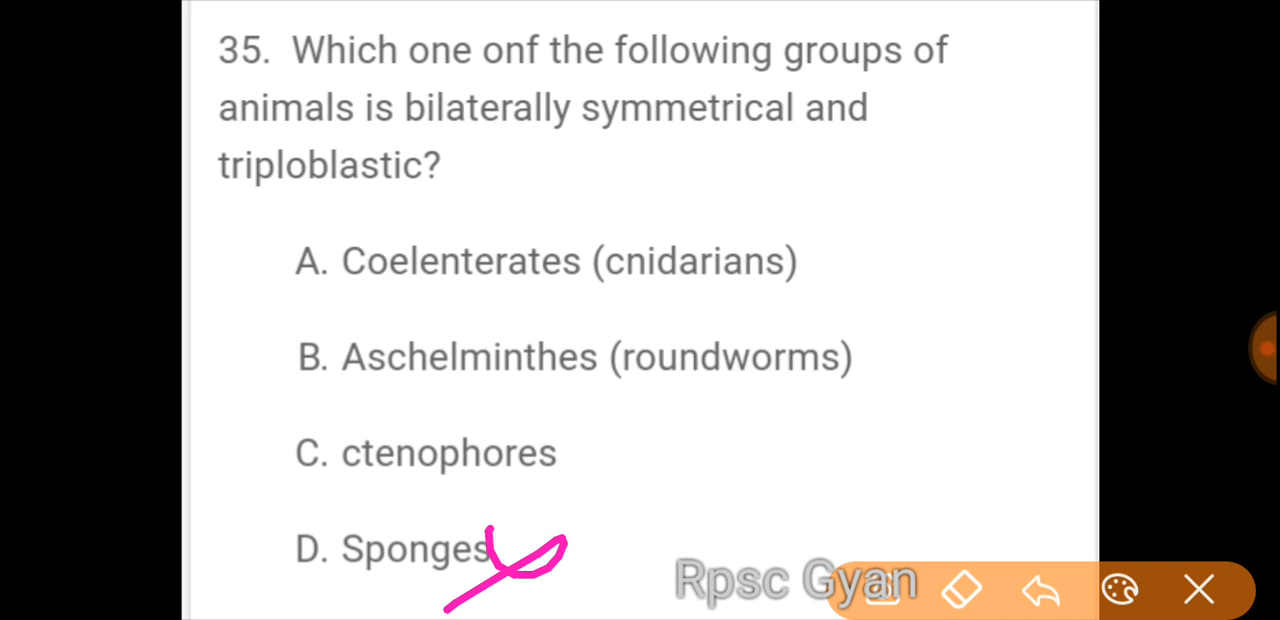 35. Which one onf the following groups of
animals is bilaterally symmetrical and
triploblastic?
A. Coelenterates (cnidarians)
B. Aschelminthes (roundworms)
C. ctenophores
D. Sponges
Rpsc Gyan